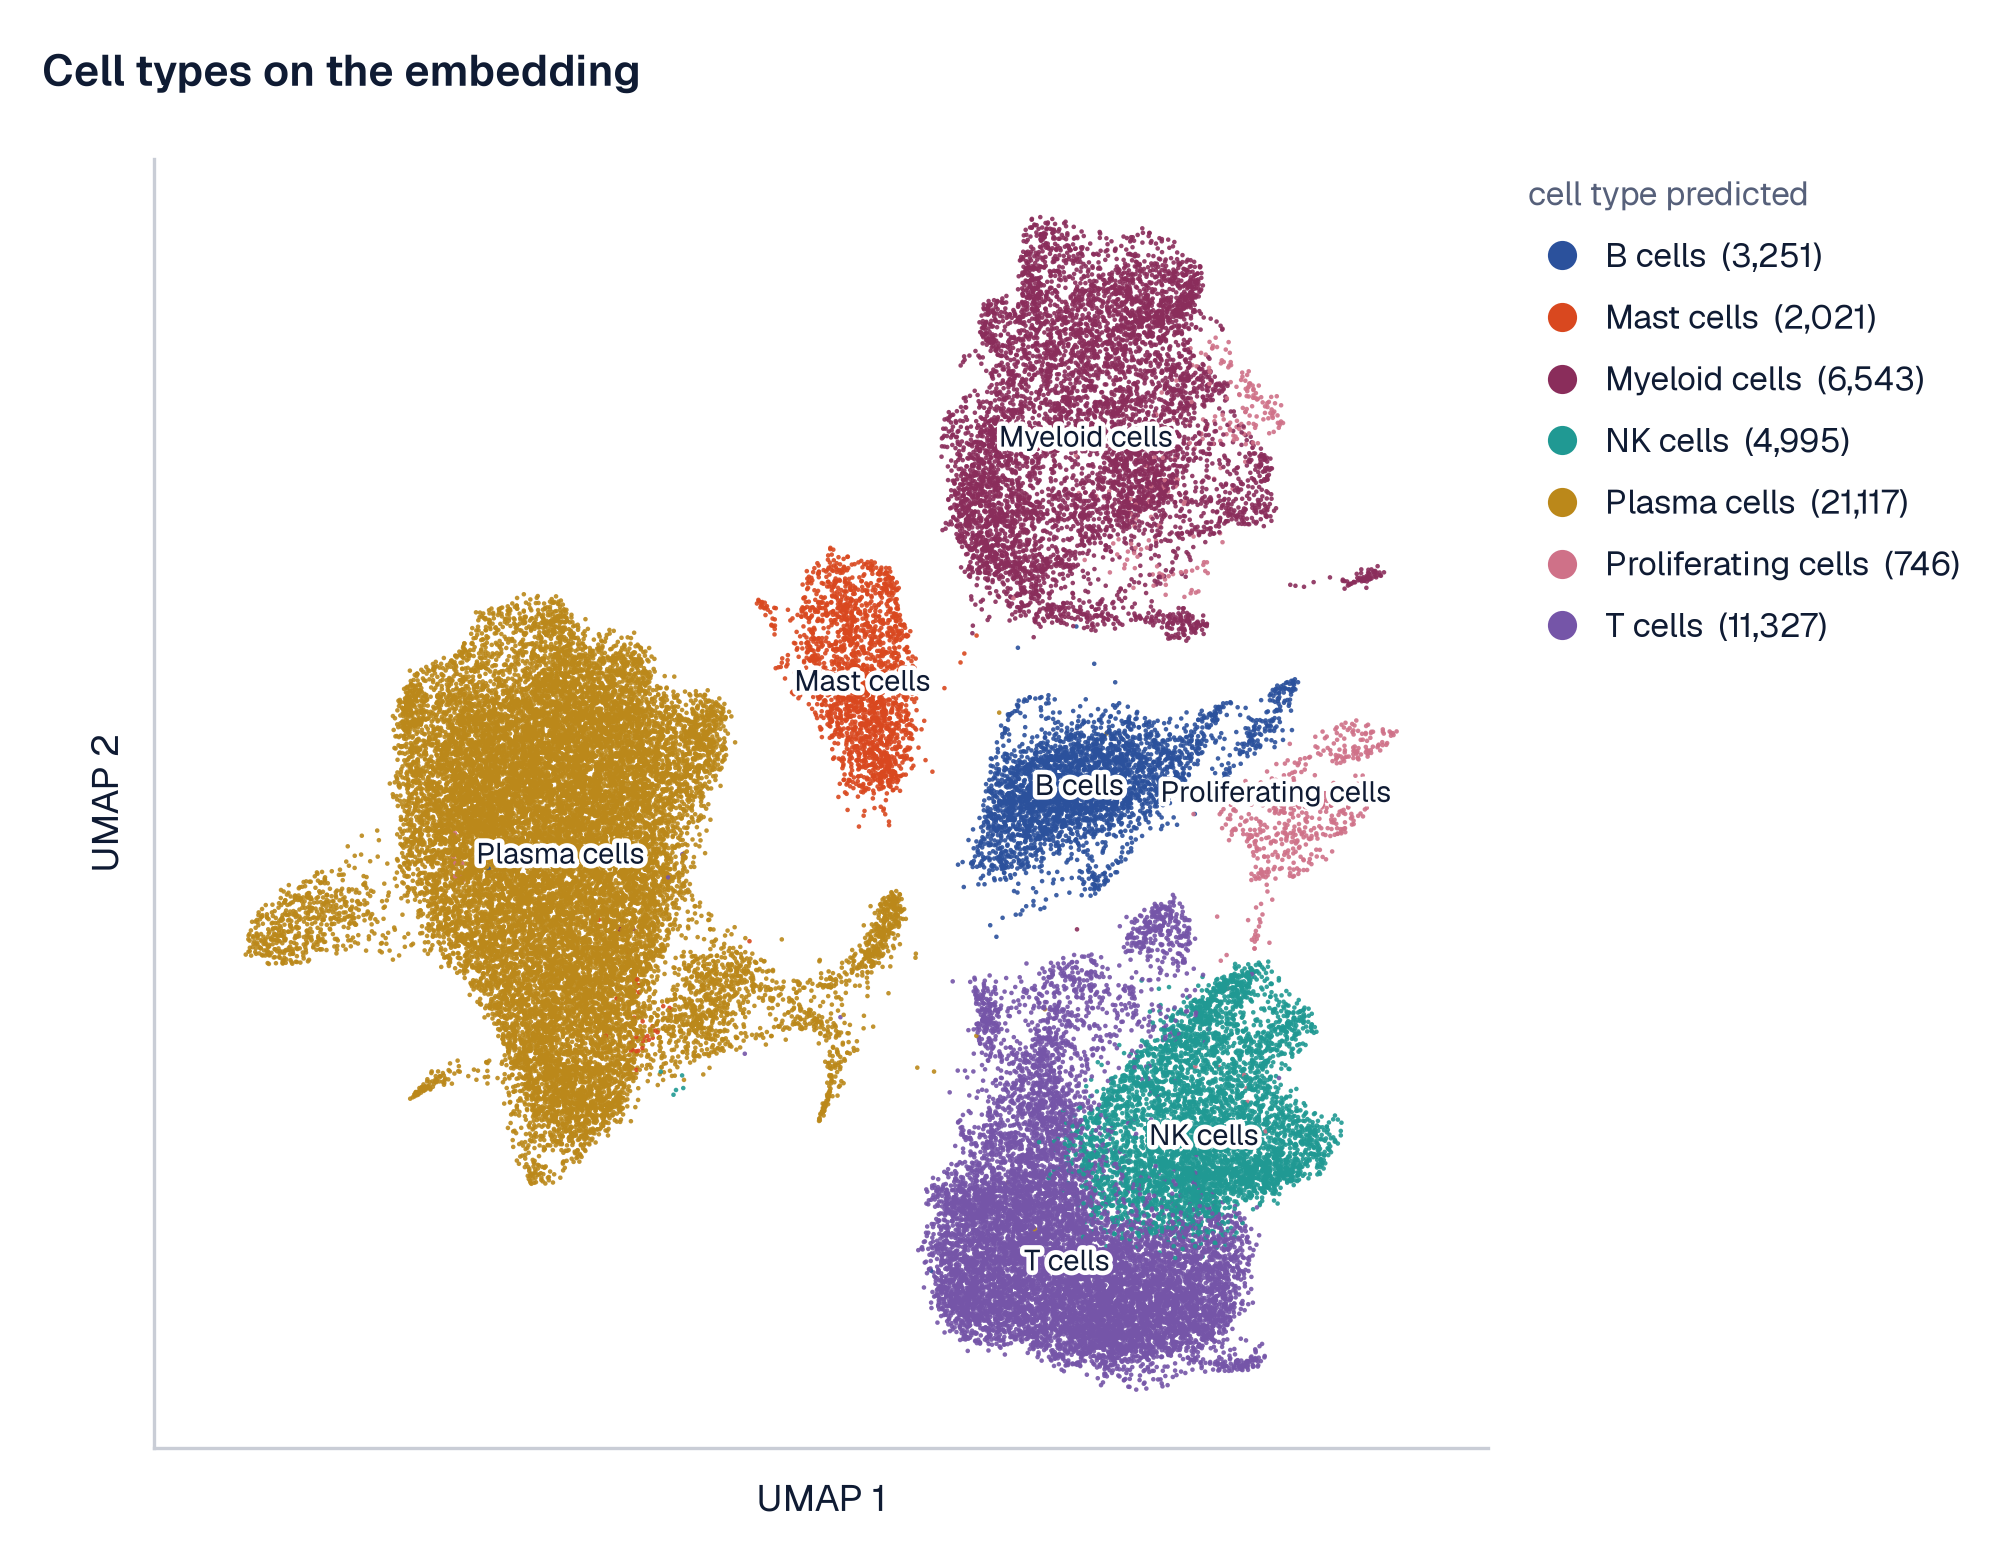 Cell types on the embedding
cell type predicted
B cells (3,251)
Mast cells (2,021)
Myeloid cells (6,543)
NK cells (4,995)
Plasma cells (21,117)
Proliferating cells (746)
T cells (11,327)
Myeloid cells
Mast cells
B cells
Proliferating cells
Plasma cells
NK cells
T cells
UMAP 2
UMAP 1